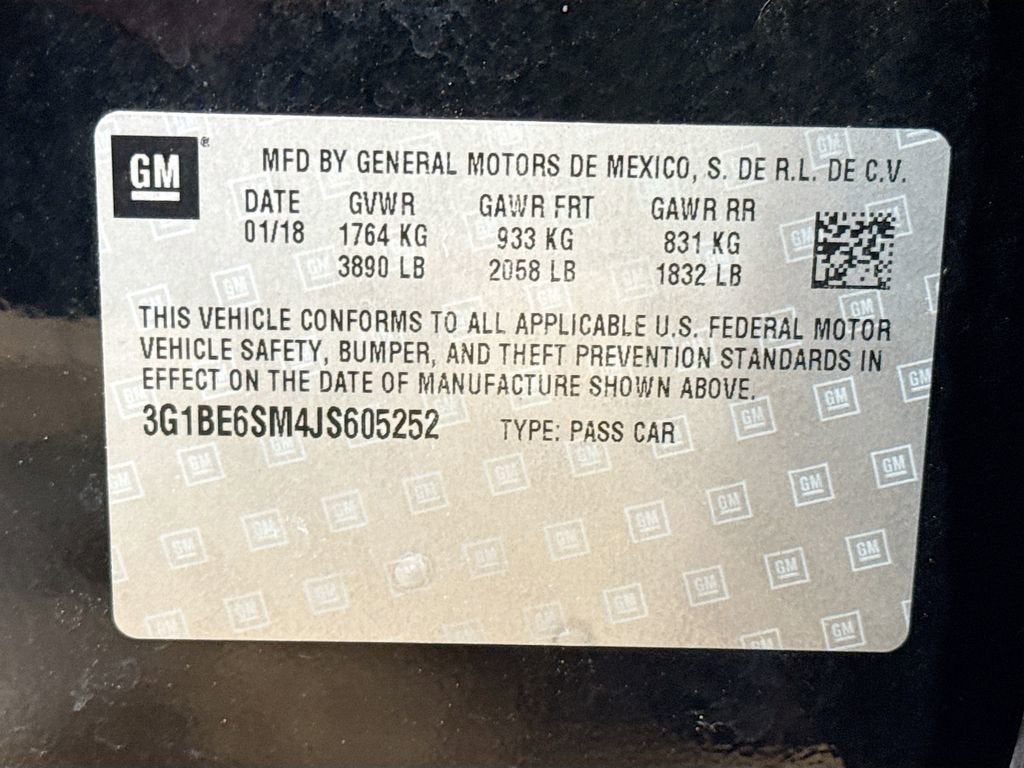 GM®
MFD BY GENERAL MOTORS DE MEXICO, S. DE R.L. DE C.V.
DATE GVWR GAWR FRT GAWR RR
01/18 1764 KG 933 KG 831 KG
3890 LB 2058 LB 1832 LB
THIS VEHICLE CONFORMS TO ALL APPLICABLE U.S. FEDERAL MOTOR
VEHICLE SAFETY, BUMPER, AND THEFT PREVENTION STANDARDS IN
EFFECT ON THE DATE OF MANUFACTURE SHOWN ABOVE.
3G1BE6SM4JS605252 TYPE: PASS CAR